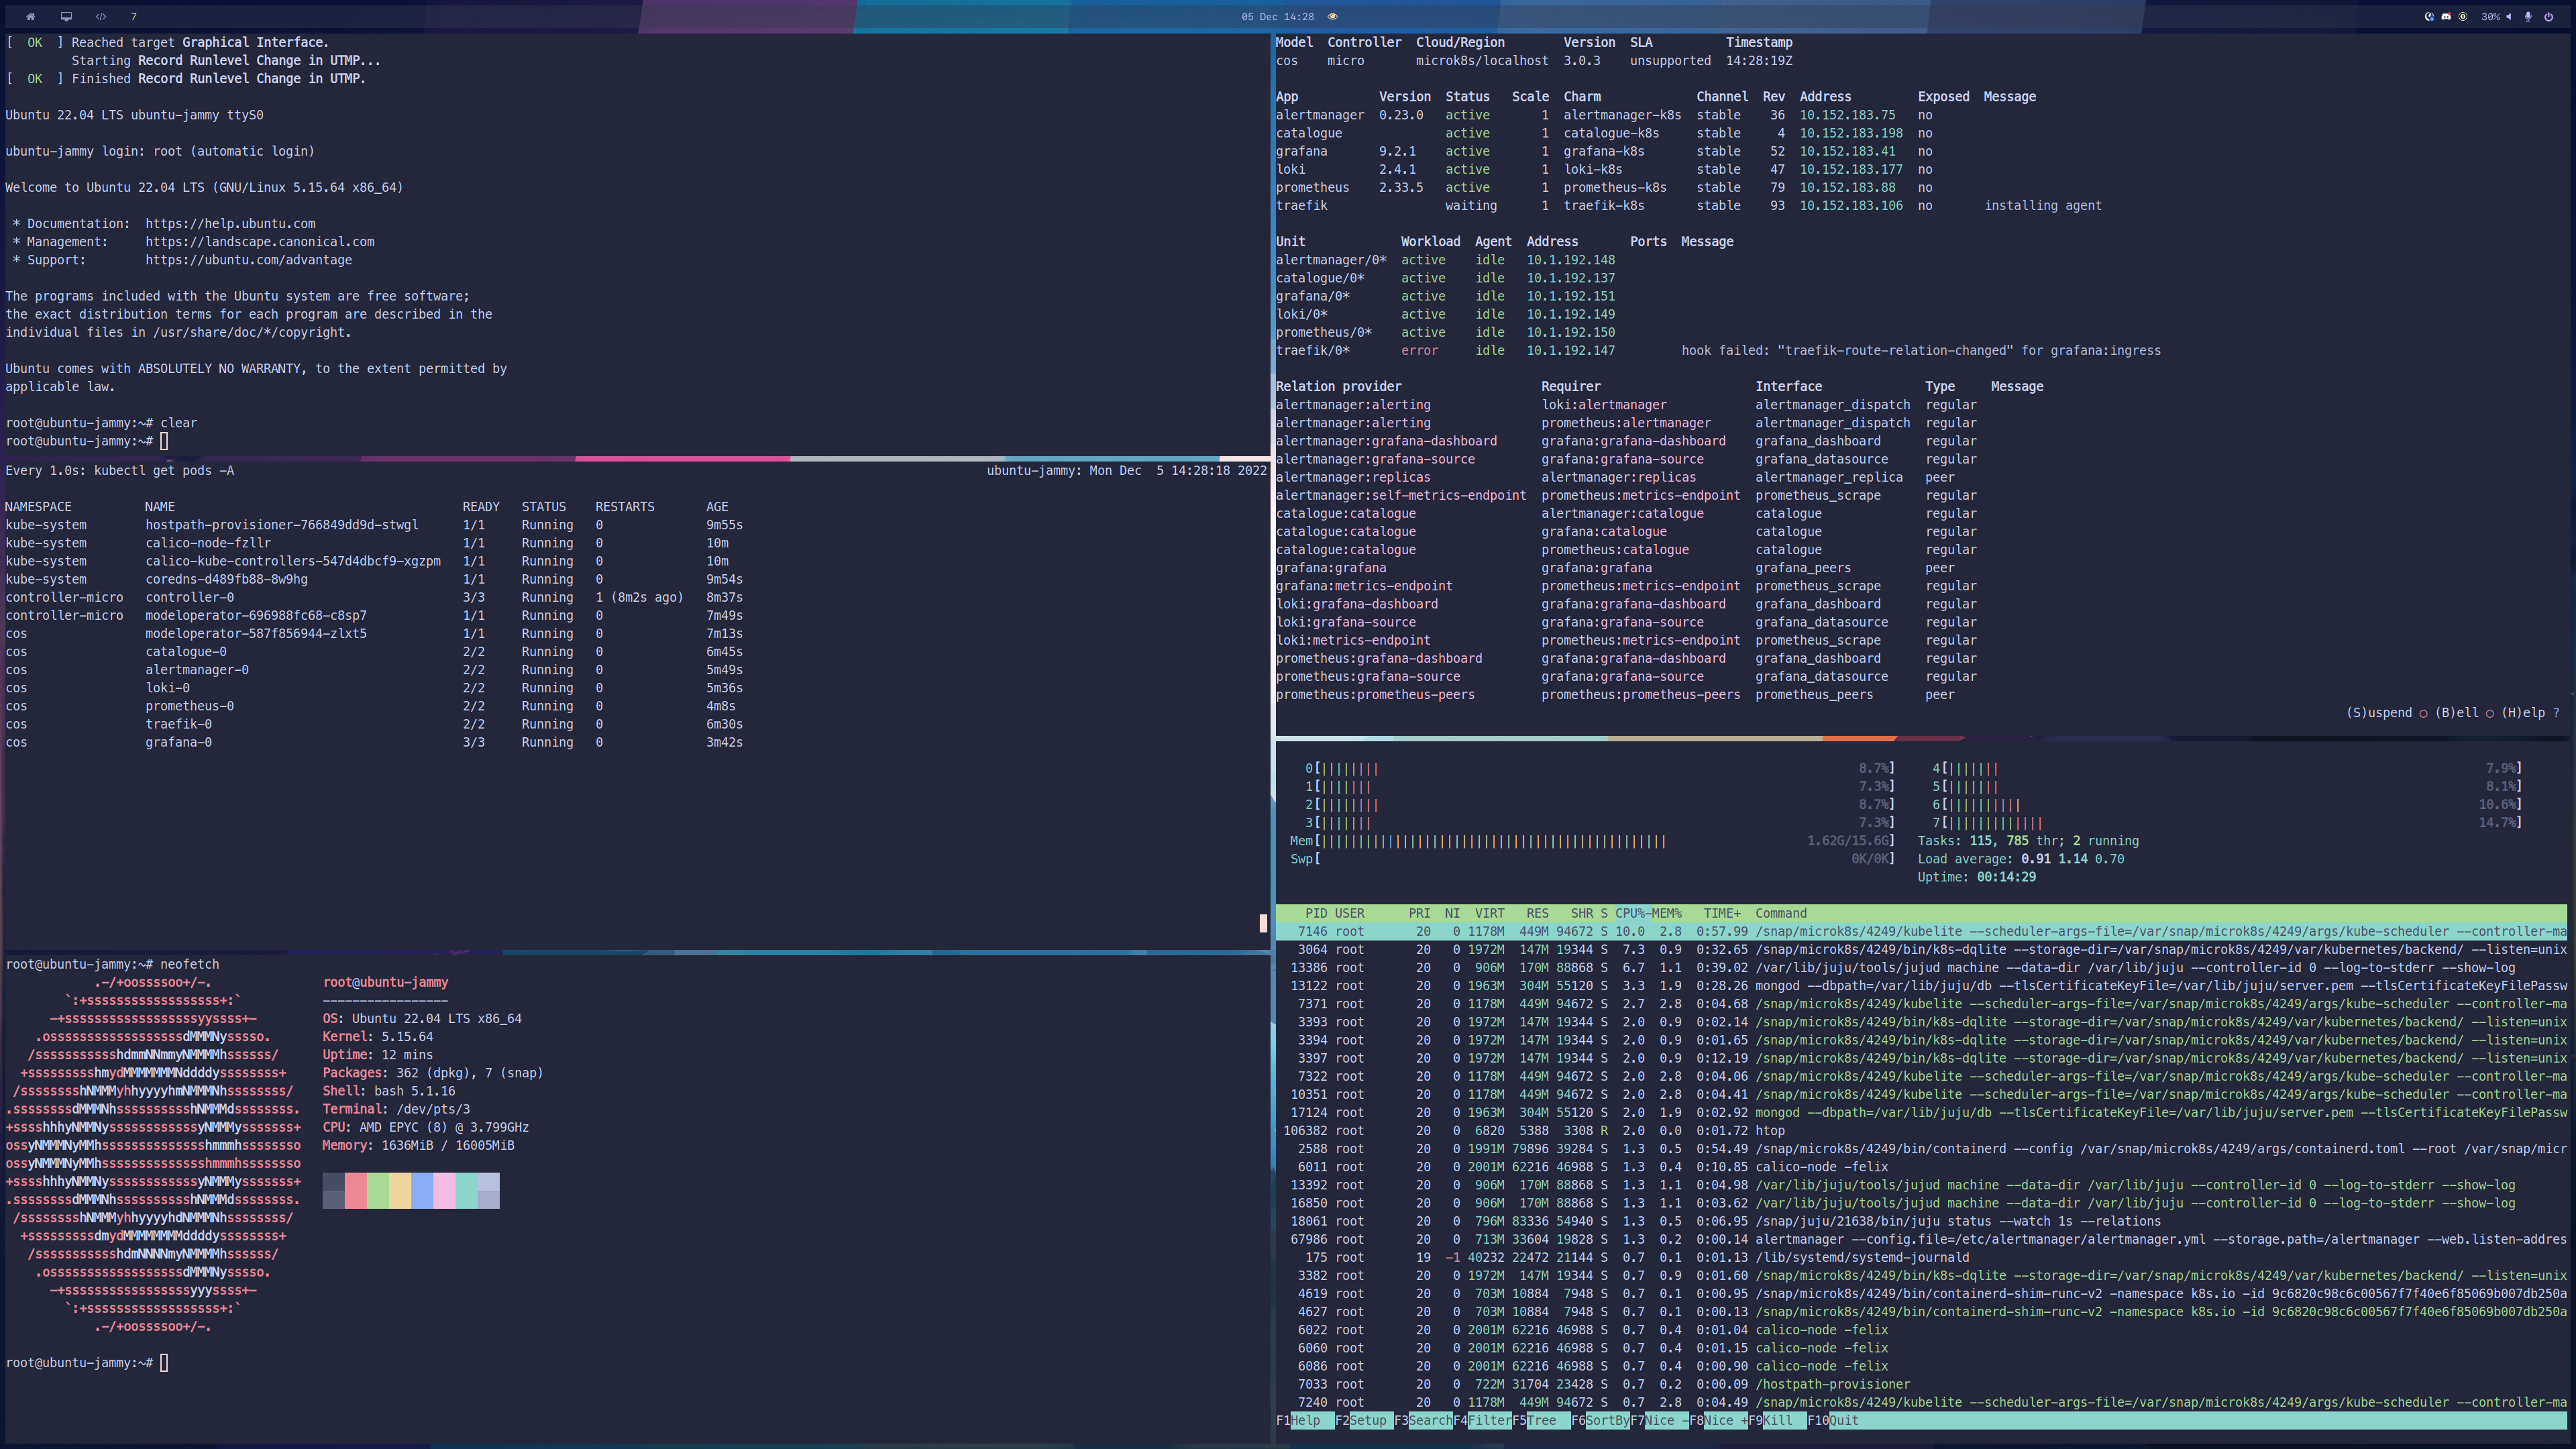 7
05 Dec 14:28
30%
[  OK  ] Reached target Graphical Interface.
         Starting Record Runlevel Change in UTMP...
[  OK  ] Finished Record Runlevel Change in UTMP.
Ubuntu 22.04 LTS ubuntu-jammy ttyS0
ubuntu-jammy login: root (automatic login)
Welcome to Ubuntu 22.04 LTS (GNU/Linux 5.15.64 x86_64)
 * Documentation:  https://help.ubuntu.com
 * Management:     https://landscape.canonical.com
 * Support:        https://ubuntu.com/advantage
The programs included with the Ubuntu system are free software;
the exact distribution terms for each program are described in the
individual files in /usr/share/doc/*/copyright.
Ubuntu comes with ABSOLUTELY NO WARRANTY, to the extent permitted by
applicable law.
root@ubuntu-jammy:~# clear
root@ubuntu-jammy:~#
Every 1.0s: kubectl get pods -A    ubuntu-jammy: Mon Dec  5 14:28:18 2022
NAMESPACE          NAME                                       READY   STATUS    RESTARTS       AGE
kube-system        hostpath-provisioner-766849dd9d-stwgl      1/1     Running   0              9m55s
kube-system        calico-node-fzllr                          1/1     Running   0              10m
kube-system        calico-kube-controllers-547d4dbcf9-xgzpm   1/1     Running   0              10m
kube-system        coredns-d489fb88-8w9hg                     1/1     Running   0              9m54s
controller-micro   controller-0                               3/3     Running   1 (8m2s ago)   8m37s
controller-micro   modeloperator-696988fc68-c8sp7             1/1     Running   0              7m49s
cos                modeloperator-587f856944-zlxt5             1/1     Running   0              7m13s
cos                catalogue-0                                2/2     Running   0              6m45s
cos                alertmanager-0                             2/2     Running   0              5m49s
cos                loki-0                                     2/2     Running   0              5m36s
cos                prometheus-0                               2/2     Running   0              4m8s
cos                traefik-0                                  2/2     Running   0              6m30s
cos                grafana-0                                  3/3     Running   0              3m42s
root@ubuntu-jammy:~# neofetch
            .-/+oossssoo+/-.               root@ubuntu-jammy
        `:+ssssssssssssssssss+:`           -----------------
      -+ssssssssssssssssssyyssss+-         OS: Ubuntu 22.04 LTS x86_64
    .ossssssssssssssssssdMMMNysssso.       Kernel: 5.15.64
   /ssssssssssshdmmNNmmyNMMMMhssssss/      Uptime: 12 mins
  +ssssssssshmydMMMMMMMNddddyssssssss+     Packages: 362 (dpkg), 7 (snap)
 /sssssssshNMMMyhhyyyyhmNMMMNhssssssss/    Shell: bash 5.1.16
.ssssssssdMMMNhsssssssssshNMMMdssssssss.   Terminal: /dev/pts/3
+sssshhhyNMMNyssssssssssssyNMMMysssssss+   CPU: AMD EPYC (8) @ 3.799GHz
ossyNMMMNyMMhsssssssssssssshmmmhssssssso   Memory: 1636MiB / 16005MiB
ossyNMMMNyMMhsssssssssssssshmmmhssssssso
+sssshhhyNMMNyssssssssssssyNMMMysssssss+
.ssssssssdMMMNhsssssssssshNMMMdssssssss.
 /sssssssshNMMMyhhyyyyhdNMMMNhssssssss/
  +sssssssssdmydMMMMMMMMddddyssssssss+
   /ssssssssssshdmNNNNmyNMMMMhssssss/
    .ossssssssssssssssssdMMMNysssso.
      -+sssssssssssssssssyyyssss+-
        `:+ssssssssssssssssss+:`
            .-/+oossssoo+/-.
root@ubuntu-jammy:~#
Model  Controller  Cloud/Region        Version  SLA          Timestamp
cos    micro       microk8s/localhost  3.0.3    unsupported  14:28:19Z
App           Version  Status   Scale  Charm             Channel  Rev  Address         Exposed  Message
alertmanager  0.23.0   active       1  alertmanager-k8s  stable    36  10.152.183.75   no
catalogue              active       1  catalogue-k8s     stable     4  10.152.183.198  no
grafana       9.2.1    active       1  grafana-k8s       stable    52  10.152.183.41   no
loki          2.4.1    active       1  loki-k8s          stable    47  10.152.183.177  no
prometheus    2.33.5   active       1  prometheus-k8s    stable    79  10.152.183.88   no
traefik                waiting      1  traefik-k8s       stable    93  10.152.183.106  no       installing agent
Unit             Workload  Agent  Address       Ports  Message
alertmanager/0*  active    idle   10.1.192.148
catalogue/0*     active    idle   10.1.192.137
grafana/0*       active    idle   10.1.192.151
loki/0*          active    idle   10.1.192.149
prometheus/0*    active    idle   10.1.192.150
traefik/0*       error     idle   10.1.192.147         hook failed: "traefik-route-relation-changed" for grafana:ingress
Relation provider                   Requirer                     Interface              Type     Message
alertmanager:alerting               loki:alertmanager            alertmanager_dispatch  regular
alertmanager:alerting               prometheus:alertmanager      alertmanager_dispatch  regular
alertmanager:grafana-dashboard      grafana:grafana-dashboard    grafana_dashboard      regular
alertmanager:grafana-source         grafana:grafana-source       grafana_datasource     regular
alertmanager:replicas               alertmanager:replicas        alertmanager_replica   peer
alertmanager:self-metrics-endpoint  prometheus:metrics-endpoint  prometheus_scrape      regular
catalogue:catalogue                 alertmanager:catalogue       catalogue              regular
catalogue:catalogue                 grafana:catalogue            catalogue              regular
catalogue:catalogue                 prometheus:catalogue         catalogue              regular
grafana:grafana                     grafana:grafana              grafana_peers          peer
grafana:metrics-endpoint            prometheus:metrics-endpoint  prometheus_scrape      regular
loki:grafana-dashboard              grafana:grafana-dashboard    grafana_dashboard      regular
loki:grafana-source                 grafana:grafana-source       grafana_datasource     regular
loki:metrics-endpoint               prometheus:metrics-endpoint  prometheus_scrape      regular
prometheus:grafana-dashboard        grafana:grafana-dashboard    grafana_dashboard      regular
prometheus:grafana-source           grafana:grafana-source       grafana_datasource     regular
prometheus:prometheus-peers         prometheus:prometheus-peers  prometheus_peers       peer
(S)uspend ○ (B)ell ○ (H)elp ?
0[|||||||| 8.7%]   4[||||||| 7.9%]
1[||||||| 7.3%]   5[||||||| 8.1%]
2[|||||||| 8.7%]   6[|||||||||| 10.6%]
3[||||||| 7.3%]   7[||||||||||||| 14.7%]
Mem[||||||||||||||||||||||||||||||||||||||||||||||| 1.62G/15.6G]   Tasks: 115, 785 thr; 2 running
Swp[ 0K/0K]   Load average: 0.91 1.14 0.70
Uptime: 00:14:29
PID USER      PRI  NI  VIRT   RES   SHR S CPU%-MEM%   TIME+  Command
7146 root       20   0 1178M  449M 94672 S 10.0  2.8  0:57.99 /snap/microk8s/4249/kubelite --scheduler-args-file=/var/snap/microk8s/4249/args/kube-scheduler --controller-ma
3064 root       20   0 1972M  147M 19344 S  7.3  0.9  0:32.65 /snap/microk8s/4249/bin/k8s-dqlite --storage-dir=/var/snap/microk8s/4249/var/kubernetes/backend/ --listen=unix
13386 root       20   0  906M  170M 88868 S  6.7  1.1  0:39.02 /var/lib/juju/tools/jujud machine --data-dir /var/lib/juju --controller-id 0 --log-to-stderr --show-log
13122 root       20   0 1963M  304M 55120 S  3.3  1.9  0:28.26 mongod --dbpath=/var/lib/juju/db --tlsCertificateKeyFile=/var/lib/juju/server.pem --tlsCertificateKeyFilePassw
7371 root       20   0 1178M  449M 94672 S  2.7  2.8  0:04.68 /snap/microk8s/4249/kubelite --scheduler-args-file=/var/snap/microk8s/4249/args/kube-scheduler --controller-ma
3393 root       20   0 1972M  147M 19344 S  2.0  0.9  0:02.14 /snap/microk8s/4249/bin/k8s-dqlite --storage-dir=/var/snap/microk8s/4249/var/kubernetes/backend/ --listen=unix
3394 root       20   0 1972M  147M 19344 S  2.0  0.9  0:01.65 /snap/microk8s/4249/bin/k8s-dqlite --storage-dir=/var/snap/microk8s/4249/var/kubernetes/backend/ --listen=unix
3397 root       20   0 1972M  147M 19344 S  2.0  0.9  0:12.19 /snap/microk8s/4249/bin/k8s-dqlite --storage-dir=/var/snap/microk8s/4249/var/kubernetes/backend/ --listen=unix
7322 root       20   0 1178M  449M 94672 S  2.0  2.8  0:04.06 /snap/microk8s/4249/kubelite --scheduler-args-file=/var/snap/microk8s/4249/args/kube-scheduler --controller-ma
10351 root       20   0 1178M  449M 94672 S  2.0  2.8  0:04.41 /snap/microk8s/4249/kubelite --scheduler-args-file=/var/snap/microk8s/4249/args/kube-scheduler --controller-ma
17124 root       20   0 1963M  304M 55120 S  2.0  1.9  0:02.92 mongod --dbpath=/var/lib/juju/db --tlsCertificateKeyFile=/var/lib/juju/server.pem --tlsCertificateKeyFilePassw
106382 root       20   0  6820  5388  3308 R  2.0  0.0  0:01.72 htop
2588 root       20   0 1991M 79896 39284 S  1.3  0.5  0:54.49 /snap/microk8s/4249/bin/containerd --config /var/snap/microk8s/4249/args/containerd.toml --root /var/snap/micr
6011 root       20   0 2001M 62216 46988 S  1.3  0.4  0:10.85 calico-node -felix
13392 root       20   0  906M  170M 88868 S  1.3  1.1  0:04.98 /var/lib/juju/tools/jujud machine --data-dir /var/lib/juju --controller-id 0 --log-to-stderr --show-log
16850 root       20   0  906M  170M 88868 S  1.3  1.1  0:03.62 /var/lib/juju/tools/jujud machine --data-dir /var/lib/juju --controller-id 0 --log-to-stderr --show-log
18061 root       20   0  796M 83336 54940 S  1.3  0.5  0:06.95 /snap/juju/21638/bin/juju status --watch 1s --relations
67986 root       20   0  713M 33604 19828 S  1.3  0.2  0:00.14 alertmanager --config.file=/etc/alertmanager/alertmanager.yml --storage.path=/alertmanager --web.listen-addres
175 root       19  -1 40232 22472 21144 S  0.7  0.1  0:01.13 /lib/systemd/systemd-journald
3382 root       20   0 1972M  147M 19344 S  0.7  0.9  0:01.60 /snap/microk8s/4249/bin/k8s-dqlite --storage-dir=/var/snap/microk8s/4249/var/kubernetes/backend/ --listen=unix
4619 root       20   0  703M 10884  7948 S  0.7  0.1  0:00.95 /snap/microk8s/4249/bin/containerd-shim-runc-v2 -namespace k8s.io -id 9c6820c98c6c00567f7f40e6f85069b007db250a
4627 root       20   0  703M 10884  7948 S  0.7  0.1  0:00.13 /snap/microk8s/4249/bin/containerd-shim-runc-v2 -namespace k8s.io -id 9c6820c98c6c00567f7f40e6f85069b007db250a
6022 root       20   0 2001M 62216 46988 S  0.7  0.4  0:01.04 calico-node -felix
6060 root       20   0 2001M 62216 46988 S  0.7  0.4  0:01.15 calico-node -felix
6086 root       20   0 2001M 62216 46988 S  0.7  0.4  0:00.90 calico-node -felix
7033 root       20   0  722M 31704 23428 S  0.7  0.2  0:00.09 /hostpath-provisioner
7240 root       20   0 1178M  449M 94672 S  0.7  2.8  0:04.49 /snap/microk8s/4249/kubelite --scheduler-args-file=/var/snap/microk8s/4249/args/kube-scheduler --controller-ma
F1Help  F2Setup F3SearchF4FilterF5Tree  F6SortByF7Nice -F8Nice +F9Kill  F10Quit